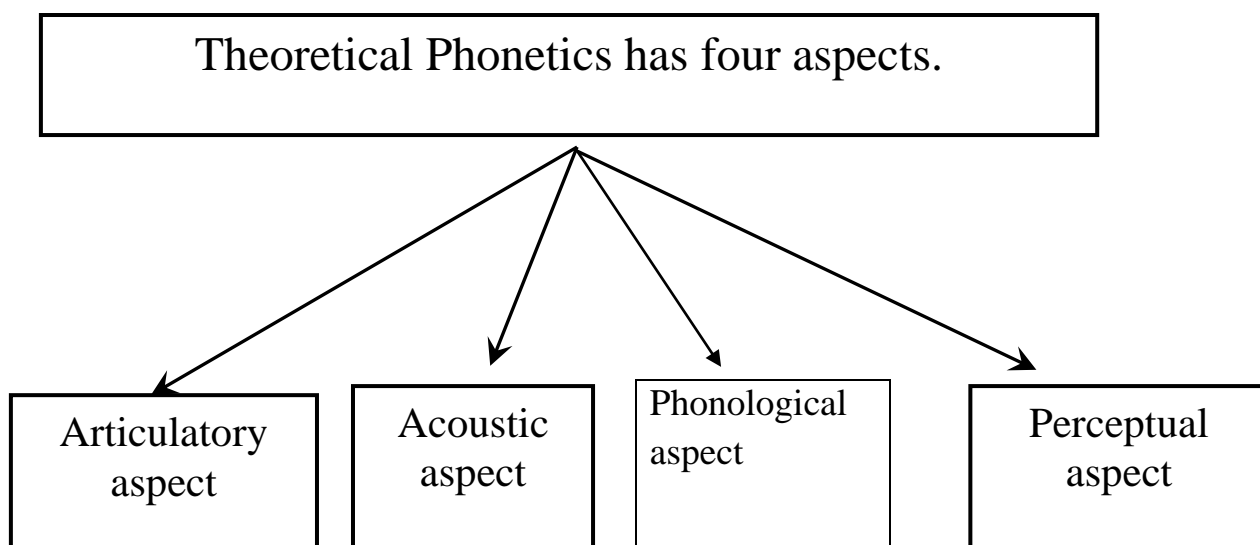 Theoretical Phonetics has four aspects.
Articulatory
aspect
Acoustic
aspect
Phonological
aspect
Perceptual
aspect